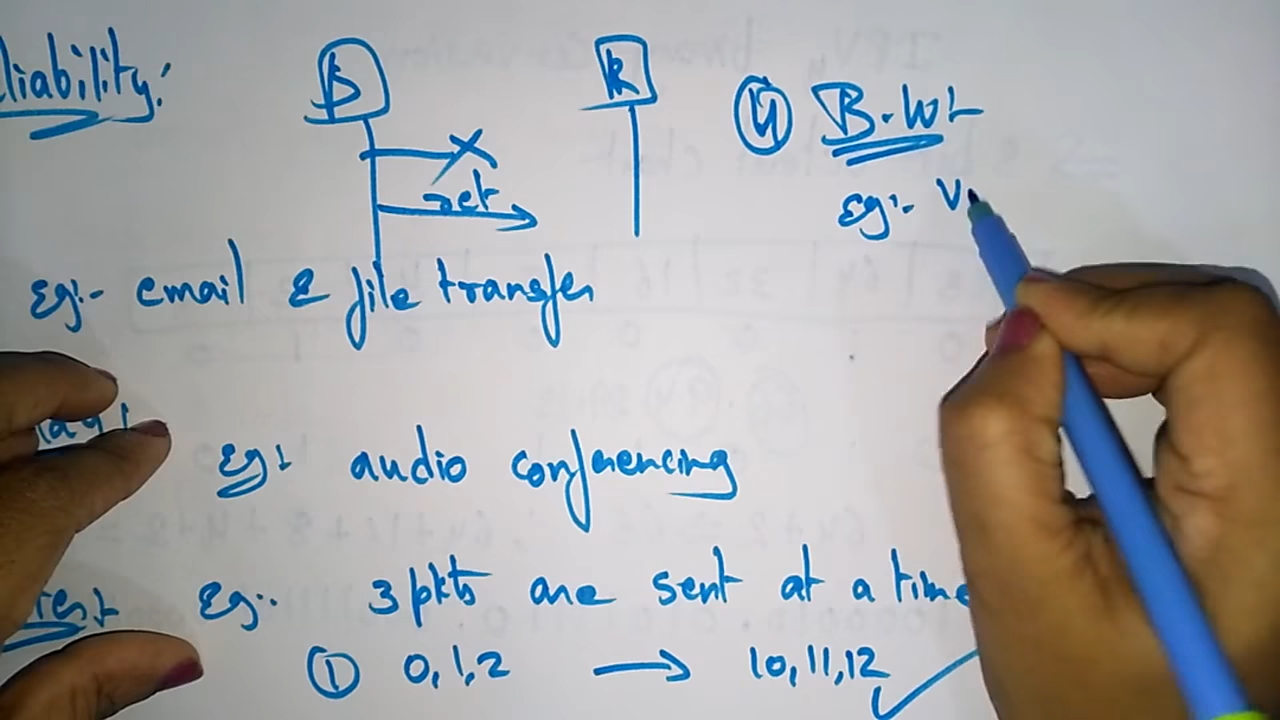 liability:
S R
④ B.W
ret
Eg:- V
Eg:- email & file transfer
Eg: audio conferencing
Eg:- 3 pkts are sent at a time
① 0,1,2 → 10,11,12 ✓